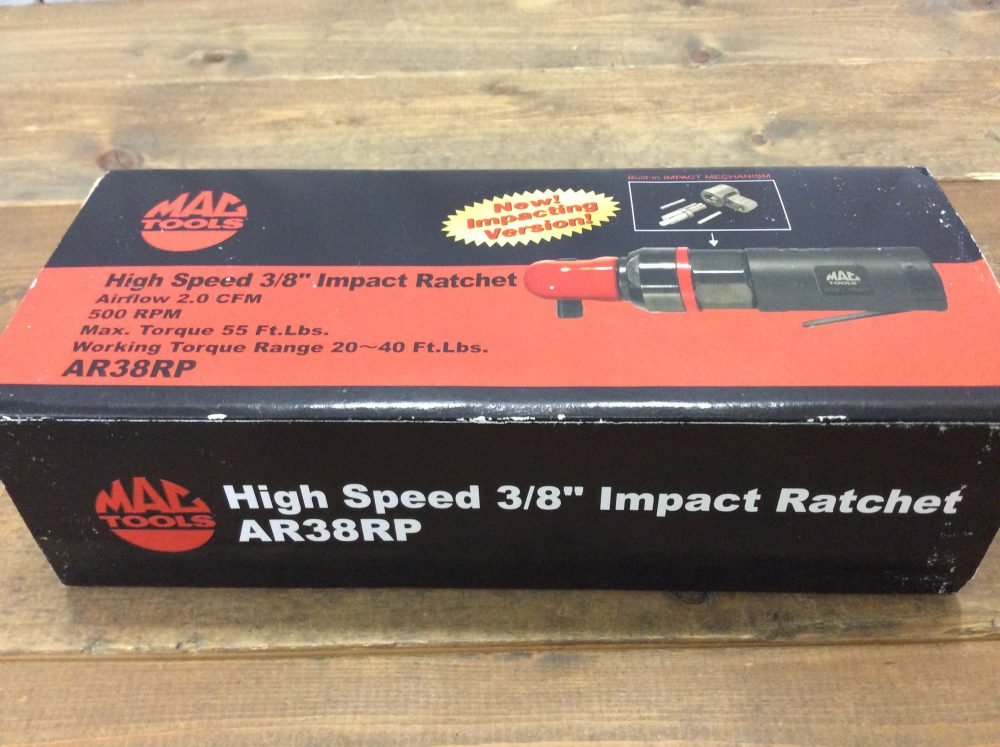 MAC
TOOLS
New!
Impacting
Version!
Built-in IMPACT MECHANISM
High Speed 3/8" Impact Ratchet
Airflow 2.0 CFM
500 RPM
Max. Torque 55 Ft.Lbs.
Working Torque Range 20～40 Ft.Lbs.
AR38RP
MAC
TOOLS
MAC
TOOLS
High Speed 3/8" Impact Ratchet
AR38RP